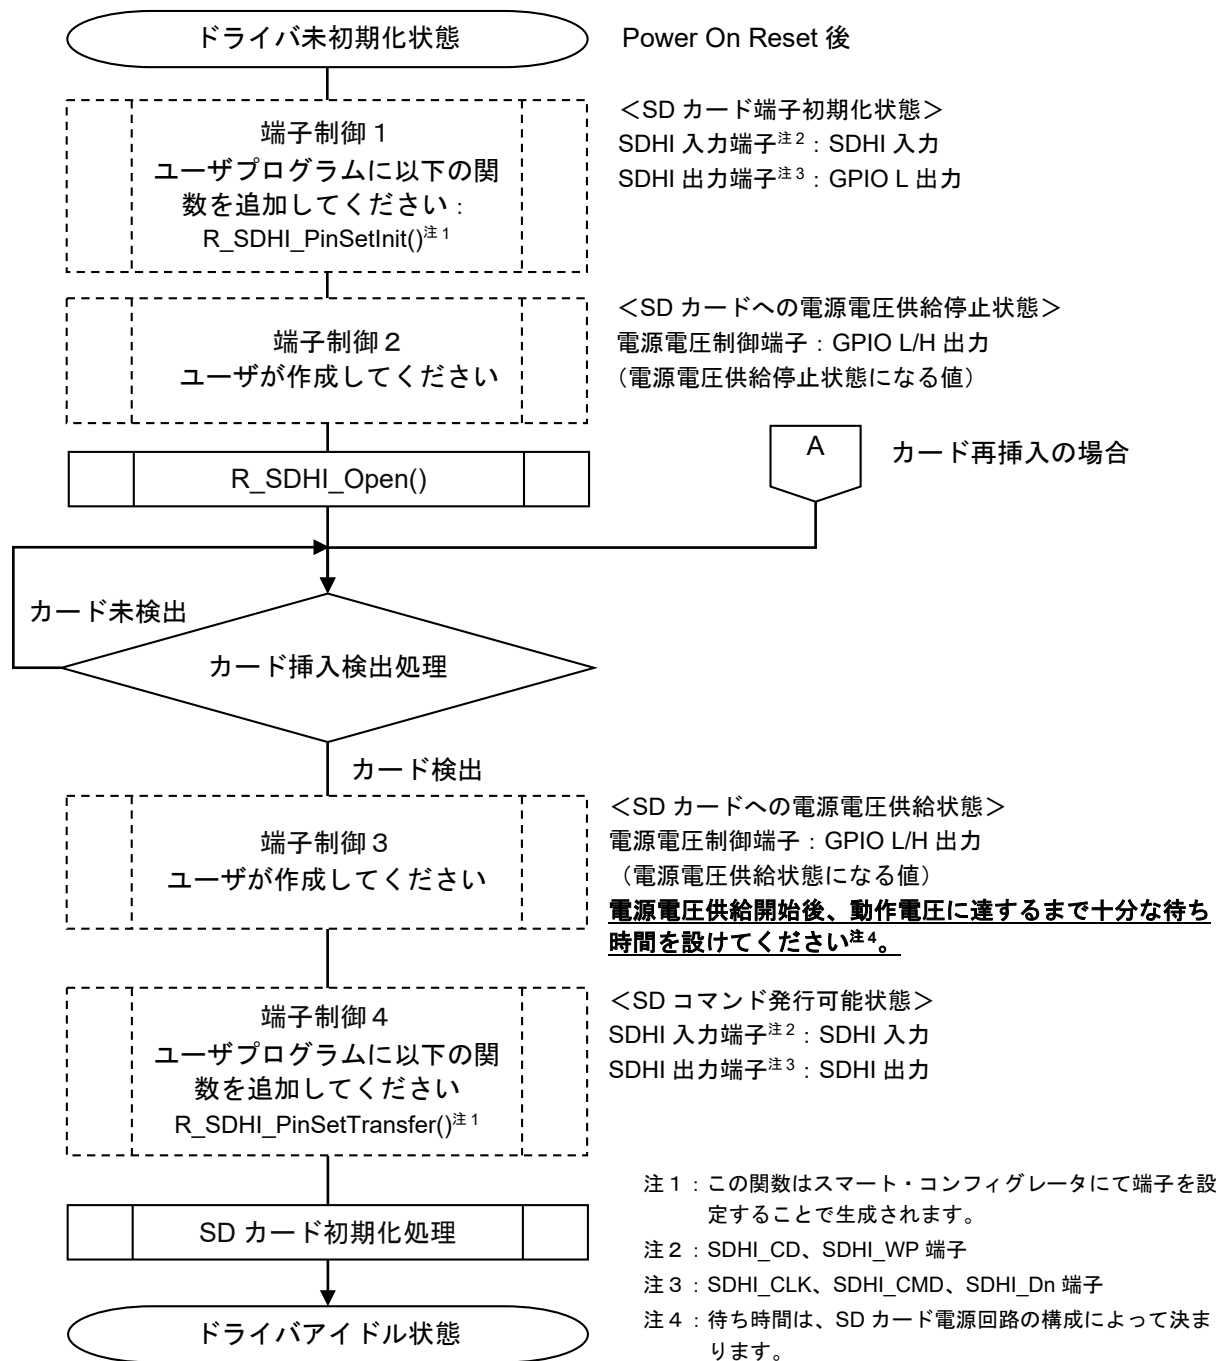 ドライバ未初期化状態
Power On Reset 後
端子制御１
ユーザプログラムに以下の関
数を追加してください：
R_SDHI_PinSetInit()注１
＜SD カード端子初期化状態＞
SDHI 入力端子注２：SDHI 入力
SDHI 出力端子注３：GPIO L 出力
端子制御２
ユーザが作成してください
＜SD カードへの電源電圧供給停止状態＞
電源電圧制御端子：GPIO L/H 出力
（電源電圧供給停止状態になる値）
R_SDHI_Open()
A
カード再挿入の場合
カード未検出
カード挿入検出処理
カード検出
端子制御３
ユーザが作成してください
＜SD カードへの電源電圧供給状態＞
電源電圧制御端子：GPIO L/H 出力
（電源電圧供給状態になる値）
電源電圧供給開始後、動作電圧に達するまで十分な待ち
時間を設けてください注４。
端子制御４
ユーザプログラムに以下の関
数を追加してください
R_SDHI_PinSetTransfer()注１
＜SD コマンド発行可能状態＞
SDHI 入力端子注２：SDHI 入力
SDHI 出力端子注３：SDHI 出力
SD カード初期化処理
ドライバアイドル状態
注１：この関数はスマート・コンフィグレータにて端子を設
定することで生成されます。
注２：SDHI_CD、SDHI_WP 端子
注３：SDHI_CLK、SDHI_CMD、SDHI_Dn 端子
注４：待ち時間は、SD カード電源回路の構成によって決ま
ります。